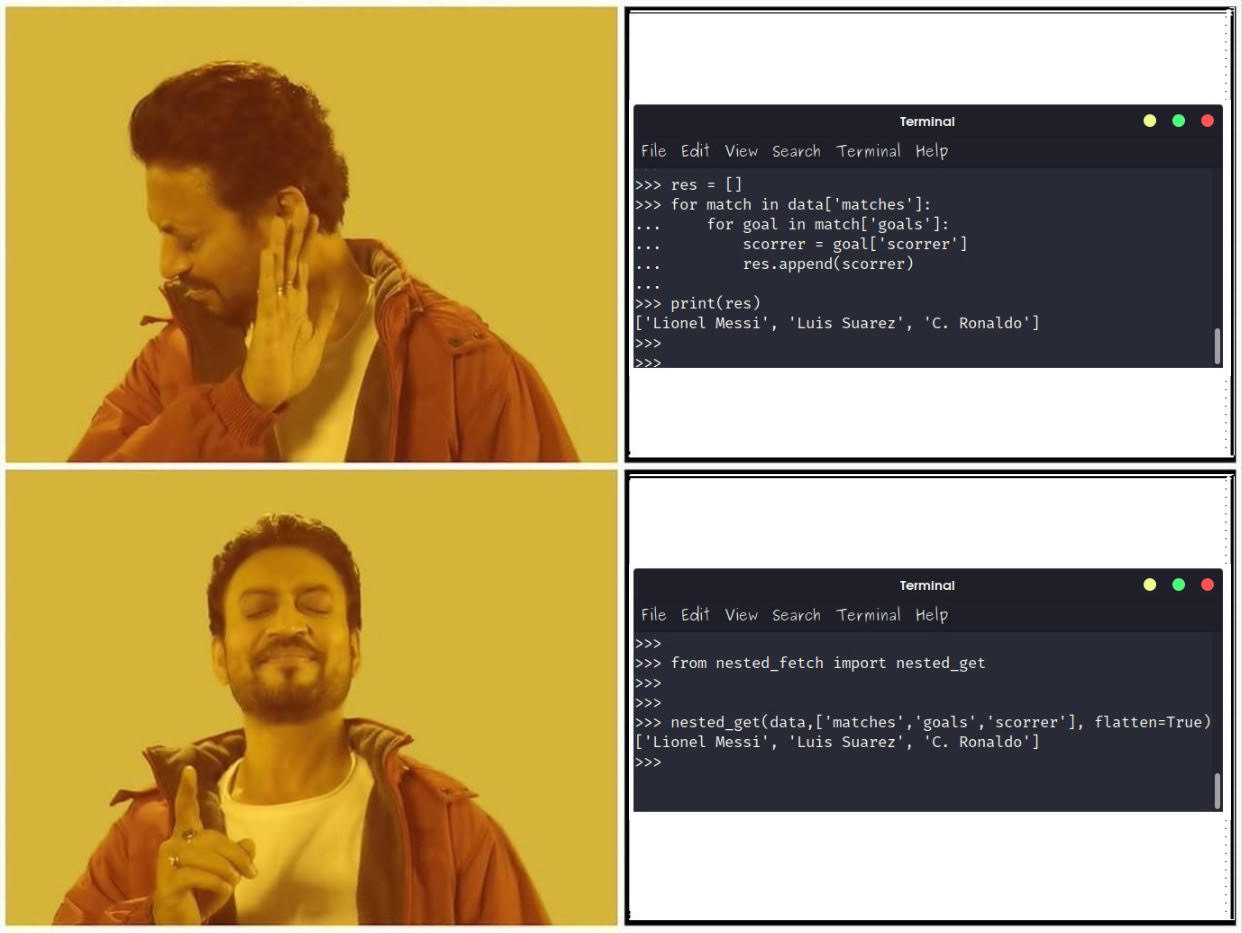 Terminal
File Edit View Search Terminal Help
>>> res = []
>>> for match in data['matches']:
...     for goal in match['goals']:
...         scorrer = goal['scorrer']
...         res.append(scorrer)
...
>>> print(res)
['Lionel Messi', 'Luis Suarez', 'C. Ronaldo']
>>>
>>>
Terminal
File Edit View Search Terminal Help
>>>
>>> from nested_fetch import nested_get
>>>
>>>
>>> nested_get(data,['matches','goals','scorrer'], flatten=True)
['Lionel Messi', 'Luis Suarez', 'C. Ronaldo']
>>>